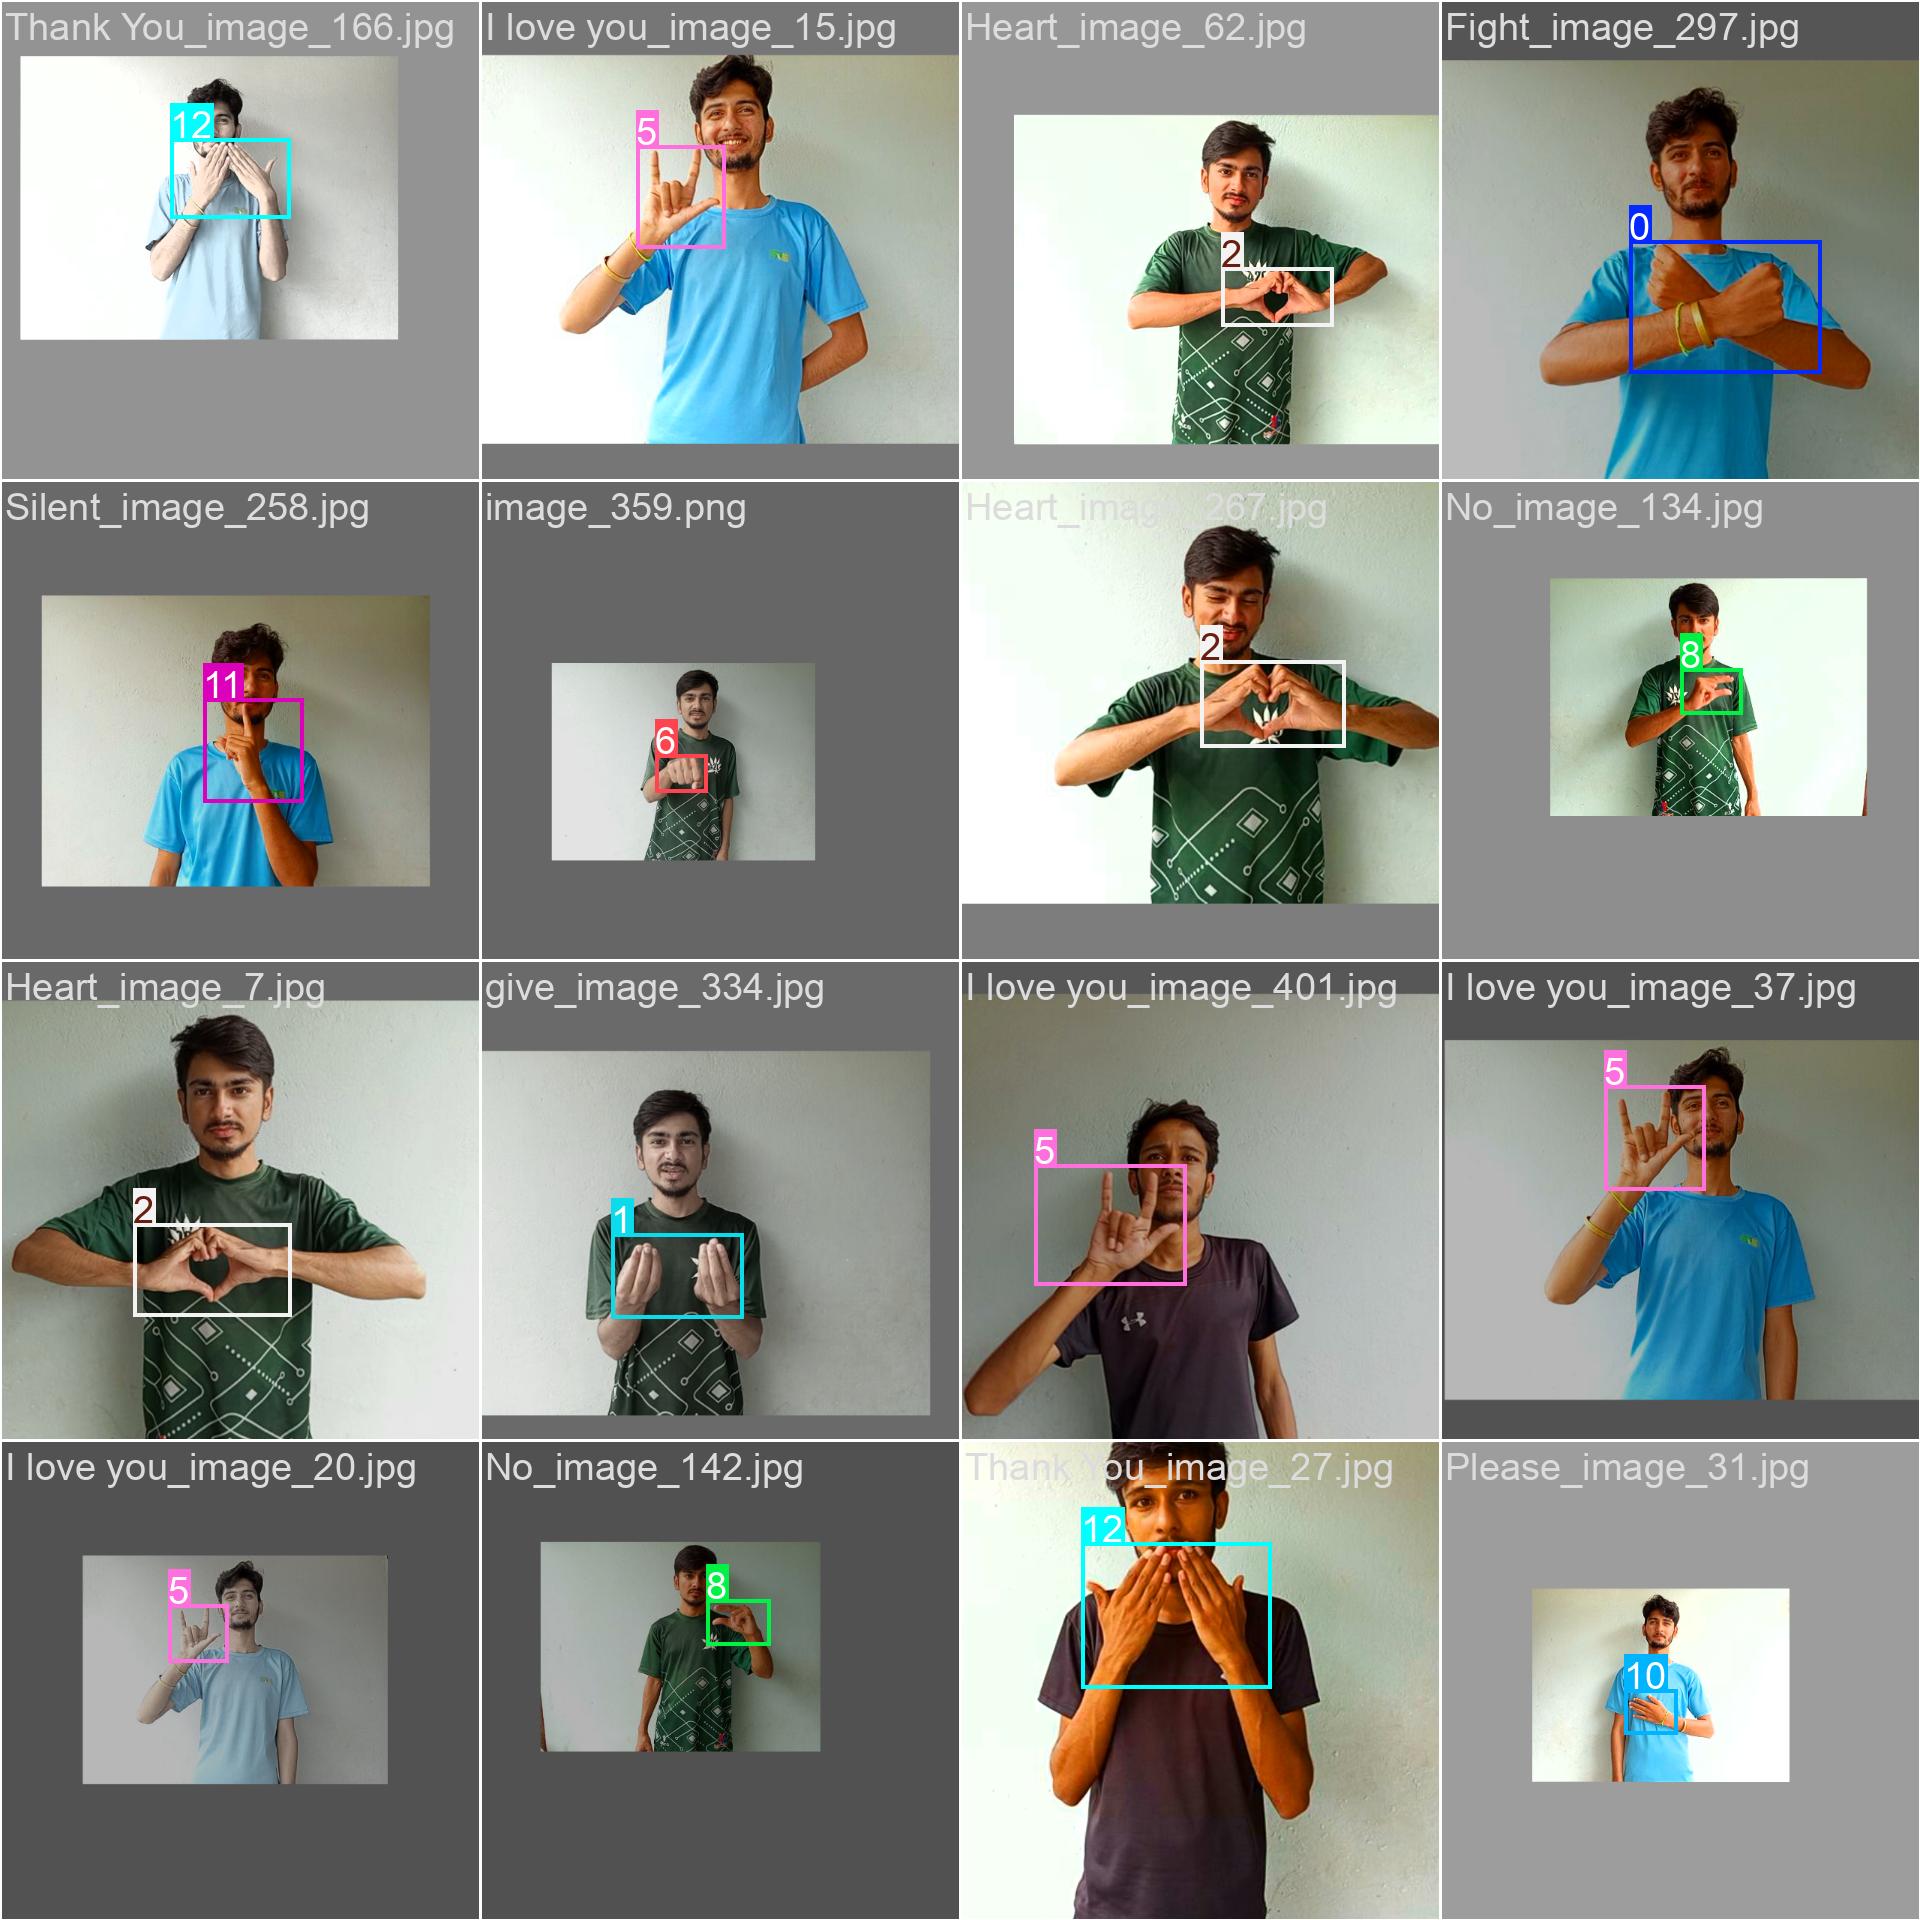 Thank You_image_166.jpg
12
I love you_image_15.jpg
5
Heart_image_62.jpg
2
Fight_image_297.jpg
0
Silent_image_258.jpg
11
image_359.png
6
Heart_image_267.jpg
2
No_image_134.jpg
8
Heart_image_7.jpg
2
give_image_334.jpg
1
I love you_image_401.jpg
5
I love you_image_37.jpg
5
I love you_image_20.jpg
5
No_image_142.jpg
8
Thank You_image_27.jpg
12
Please_image_31.jpg
10